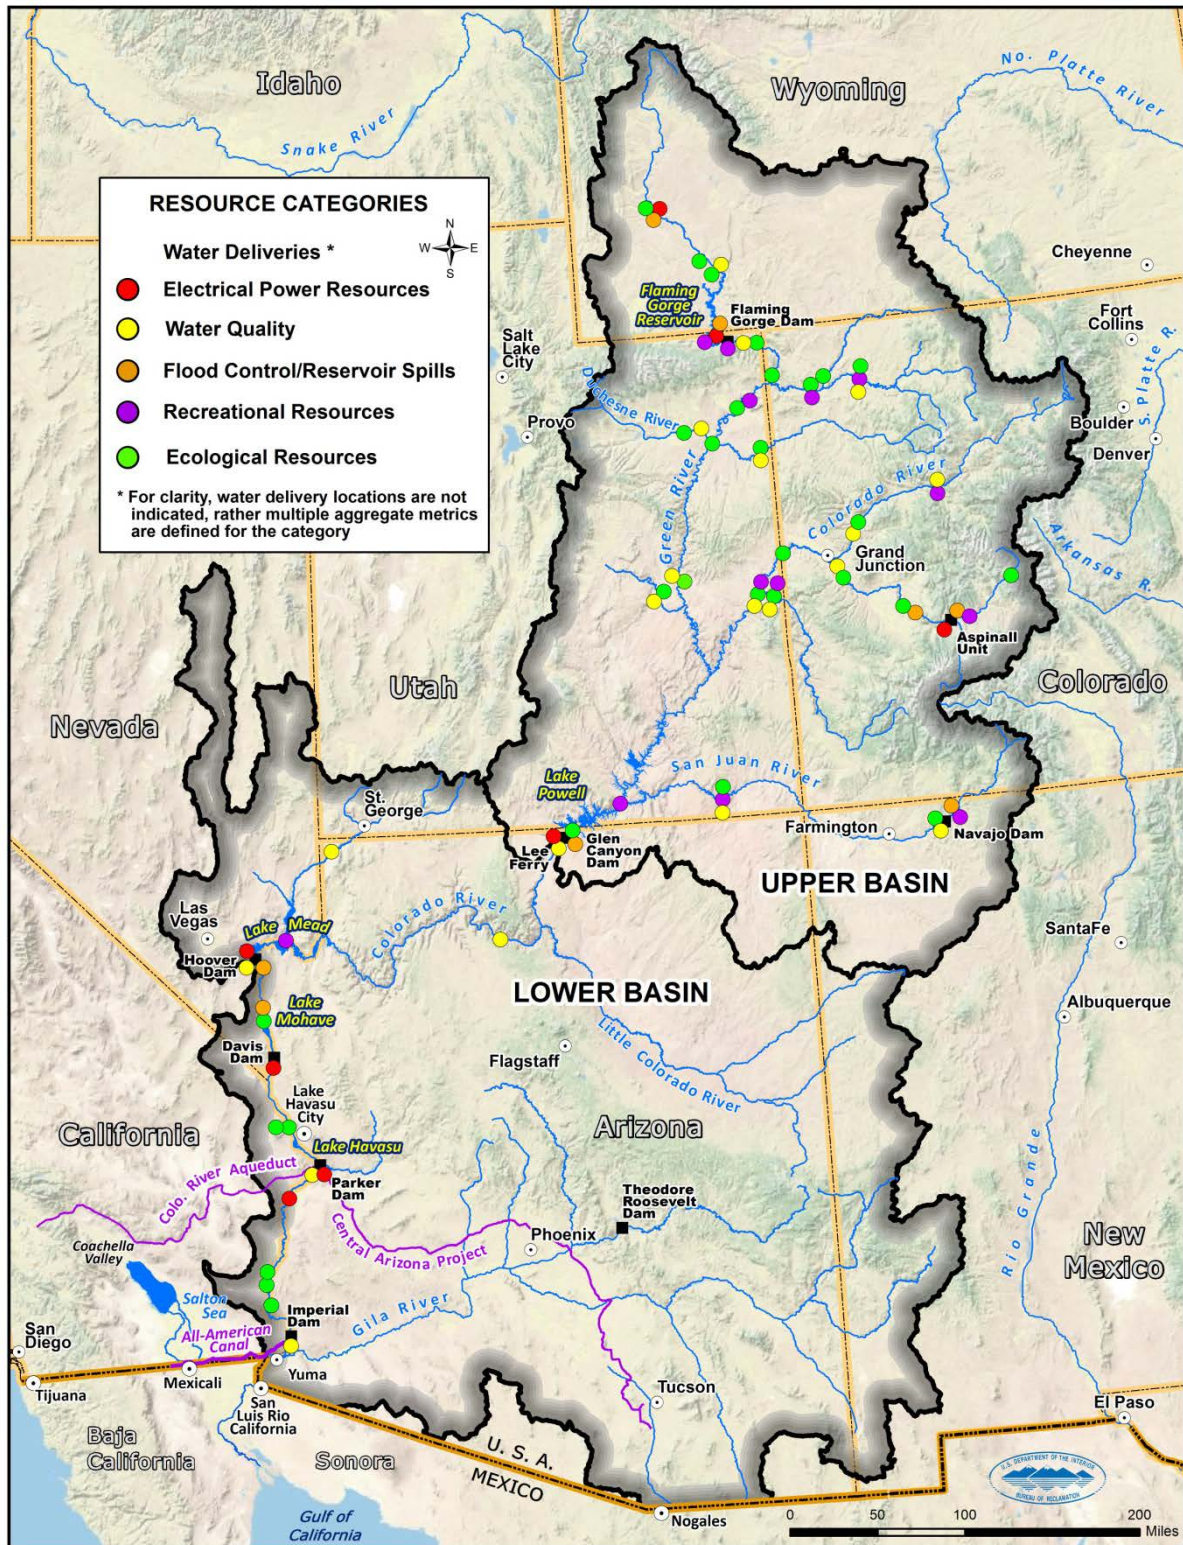 Idaho
Wyoming
No. Platte River
Snake River
RESOURCE CATEGORIES
Water Deliveries *
N
W E
S
Electrical Power Resources
Water Quality
Flood Control/Reservoir Spills
Recreational Resources
Ecological Resources
* For clarity, water delivery locations are not
indicated, rather multiple aggregate metrics
are defined for the category
Cheyenne
Flaming
Gorge
Reservoir
Flaming
Gorge Dam
Salt
Lake
City
Fort
Collins
S. Platte R.
Duchesne River
Provo
Boulder
Denver
Green River
Colorado River
Grand
Junction
Arkansas R.
Aspinall
Unit
Utah
Colorado
Nevada
San Juan River
Lake
Powell
St.
George
Farmington
Navajo Dam
Lee
Ferry
Glen
Canyon
Dam
UPPER BASIN
Las
Vegas
Lake Mead
Colorado River
SantaFe
Hoover
Dam
LOWER BASIN
Lake
Mohave
Albuquerque
Davis
Dam
Flagstaff
Little Colorado River
Lake
Havasu
City
California
Arizona
Lake Havasu
Colo. River Aqueduct
Parker
Dam
Theodore
Roosevelt
Dam
Central Arizona Project
Phoenix
Rio Grande
New
Mexico
Coachella
Valley
Salton
Sea
Imperial
Dam
Gila River
All-American
Canal
San
Diego
Tijuana
Mexicali
Yuma
San
Luis Rio
California
Tucson
El Paso
Baja
California
Sonora
U. S. A.
MEXICO
U.S. DEPARTMENT OF THE INTERIOR
BUREAU OF RECLAMATION
Gulf of
California
Nogales
0 50 100 200
Miles